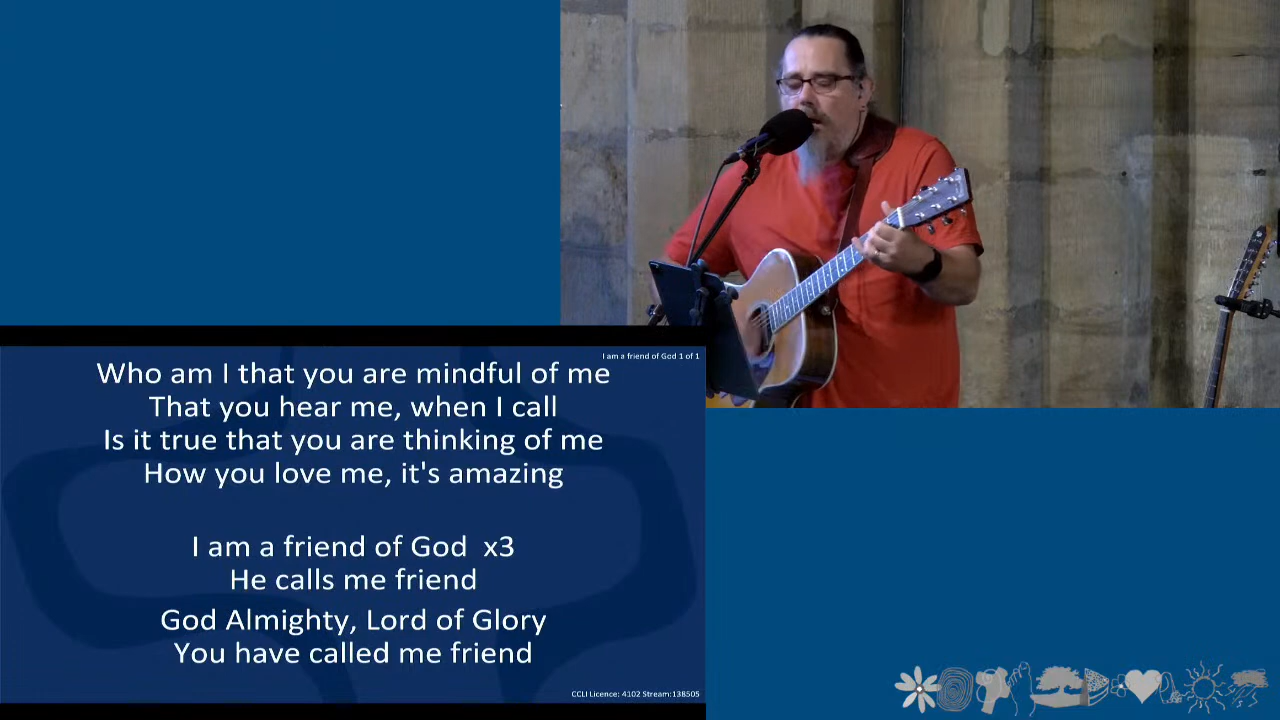 I am a friend of God 1 of 1
Who am I that you are mindful of me
That you hear me, when I call
Is it true that you are thinking of me
How you love me, it's amazing
I am a friend of God  x3
He calls me friend
God Almighty, Lord of Glory
You have called me friend
CCLI Licence: 4102 Stream:138505